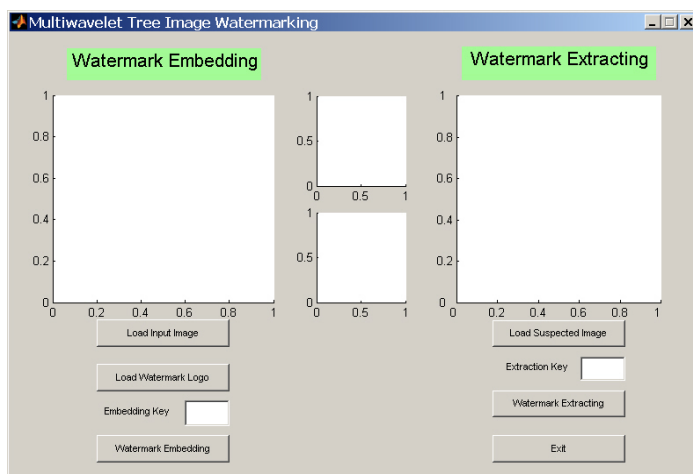 Multiwavelet Tree Image Watermarking
Watermark Embedding
Watermark Extracting
1
0.8
0.6
0.4
0.2
0
0 0.2 0.4 0.6 0.8 1
1
0.5
0
0 0.5 1
1
0.5
0
0 0.5 1
1
0.8
0.6
0.4
0.2
0
0 0.2 0.4 0.6 0.8 1
Load Input Image
Load Watermark Logo
Embedding Key
Watermark Embedding
Load Suspected Image
Extraction Key
Watermark Extracting
Exit